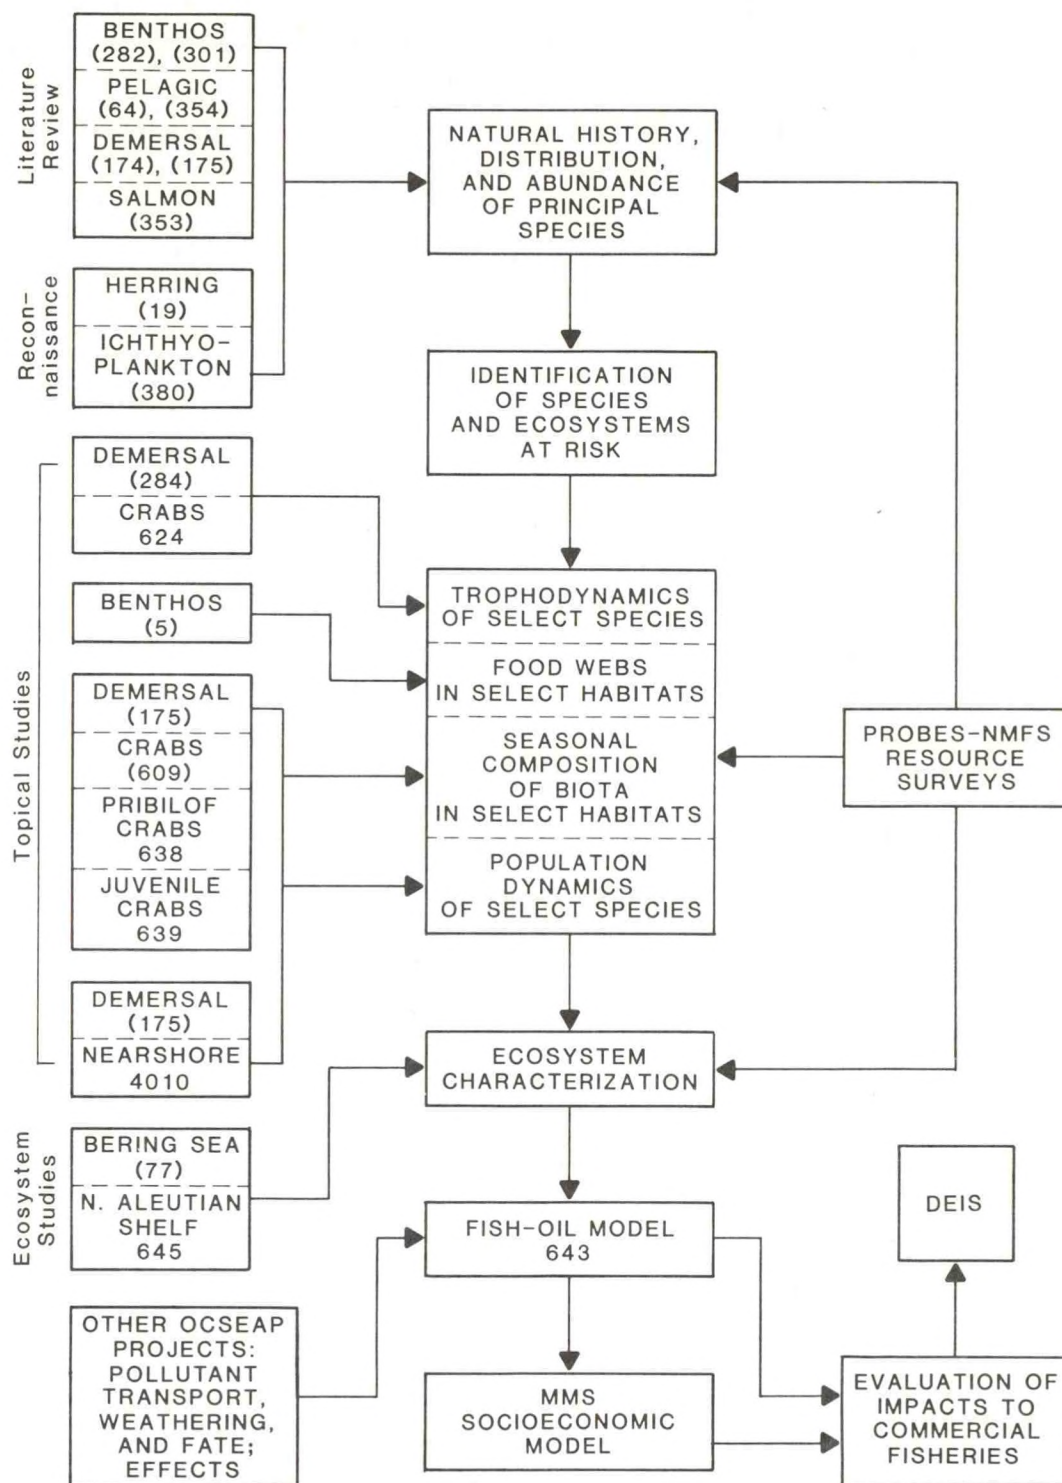 Literature
Review
BENTHOS
(282), (301)
PELAGIC
(64), (354)
DEMERSAL
(174), (175)
SALMON
(353)
Recon-
naissance
HERRING
(19)
ICHTHYO-
PLANKTON
(380)
Topical Studies
DEMERSAL
(284)
CRABS
624
BENTHOS
(5)
DEMERSAL
(175)
CRABS
(609)
PRIBILOF
CRABS
638
JUVENILE
CRABS
639
DEMERSAL
(175)
NEARSHORE
4010
Ecosystem
Studies
BERING SEA
(77)
N. ALEUTIAN
SHELF
645
OTHER OCSEAP
PROJECTS:
POLLUTANT
TRANSPORT,
WEATHERING,
AND FATE;
EFFECTS
NATURAL HISTORY,
DISTRIBUTION,
AND ABUNDANCE
OF PRINCIPAL
SPECIES
IDENTIFICATION
OF SPECIES
AND ECOSYSTEMS
AT RISK
TROPHODYNAMICS
OF SELECT SPECIES
FOOD WEBS
IN SELECT HABITATS
SEASONAL
COMPOSITION
OF BIOTA
IN SELECT HABITATS
POPULATION
DYNAMICS
OF SELECT SPECIES
ECOSYSTEM
CHARACTERIZATION
FISH-OIL MODEL
643
MMS
SOCIOECONOMIC
MODEL
PROBES-NMFS
RESOURCE
SURVEYS
DEIS
EVALUATION OF
IMPACTS TO
COMMERCIAL
FISHERIES